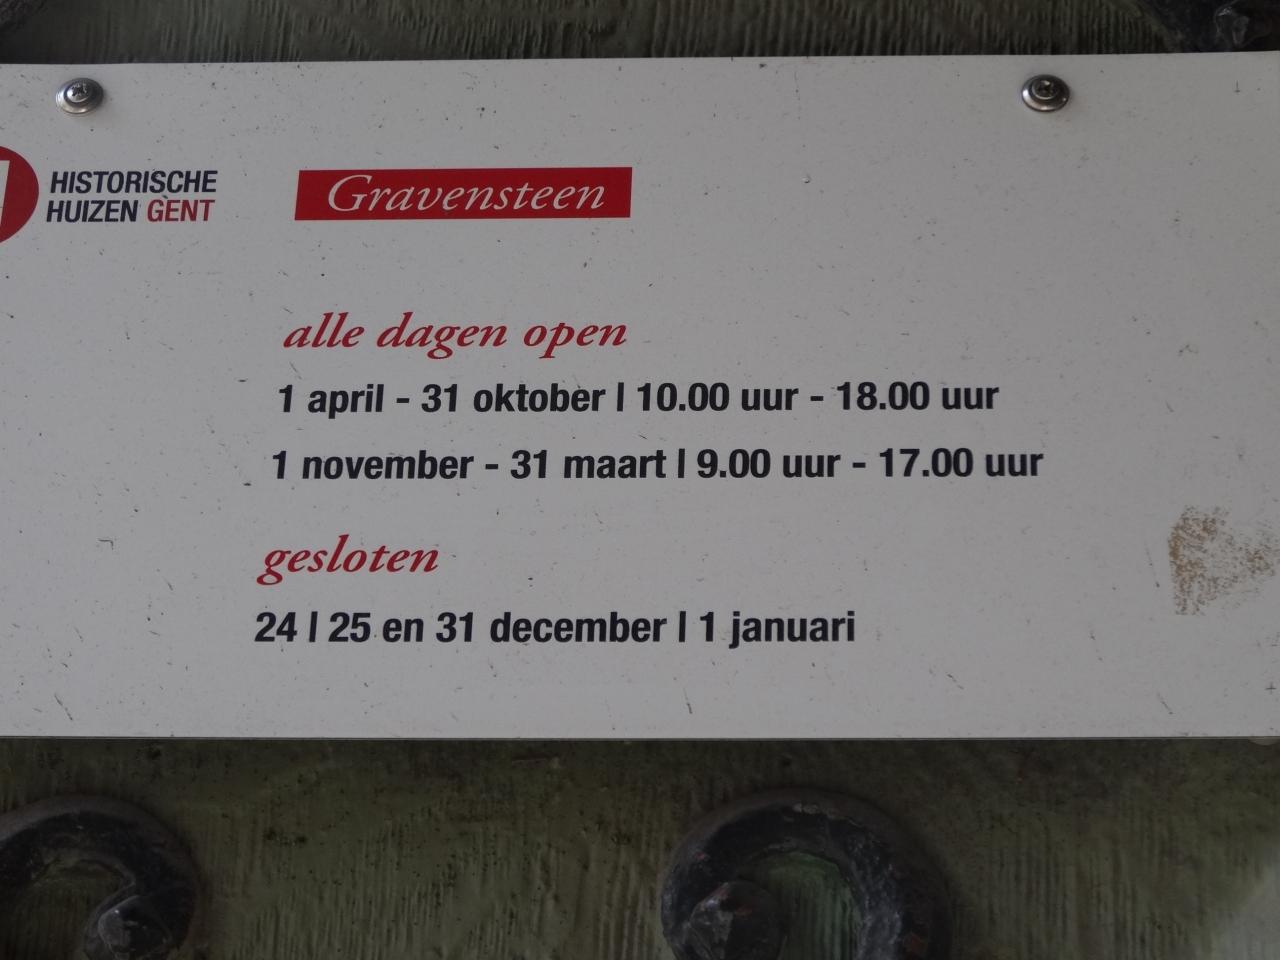 HISTORISCHE
HUIZEN GENT
Gravensteen
alle dagen open
1 april - 31 oktober | 10.00 uur - 18.00 uur
1 november - 31 maart | 9.00 uur - 17.00 uur
gesloten
24 | 25 en 31 december | 1 januari